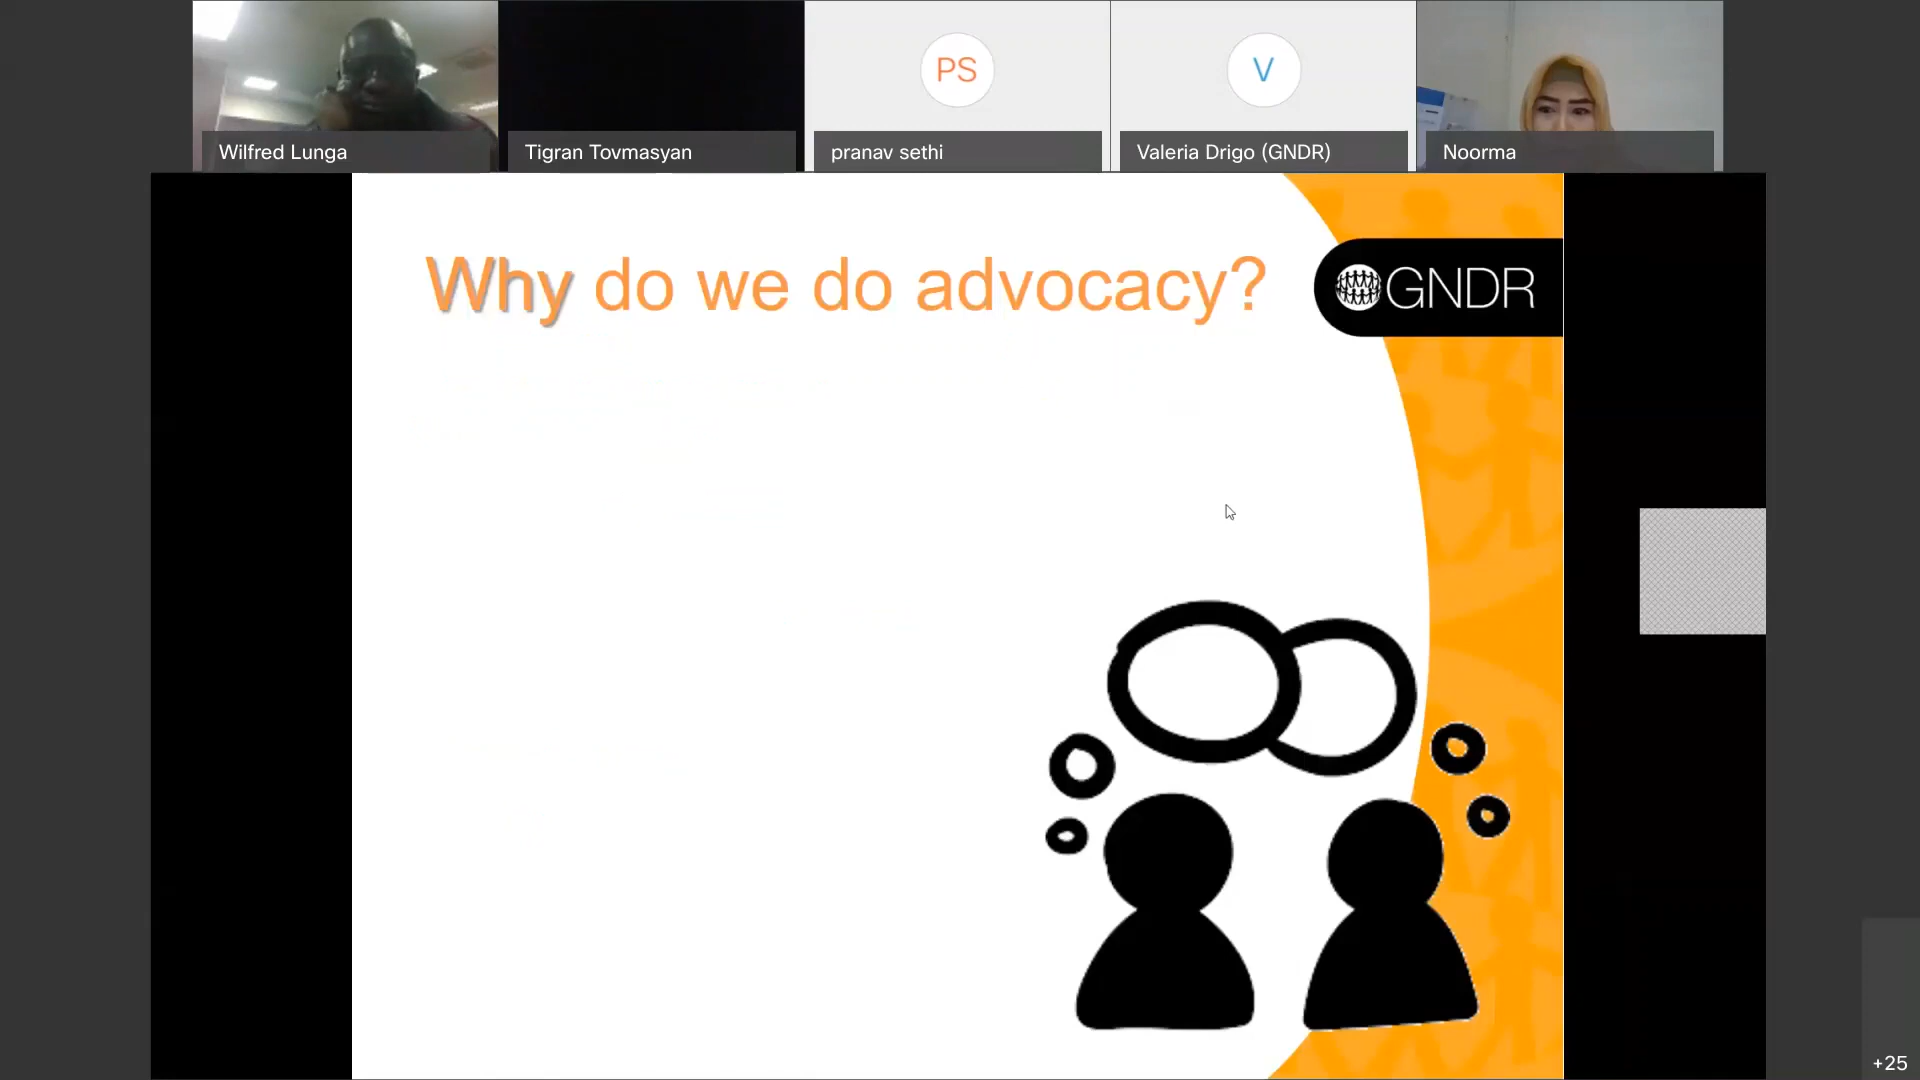 PS
V
Wilfred Lunga
Tigran Tovmasyan
pranav sethi
Valeria Drigo (GNDR)
Noorma
Why do we do advocacy?
GNDR
+25